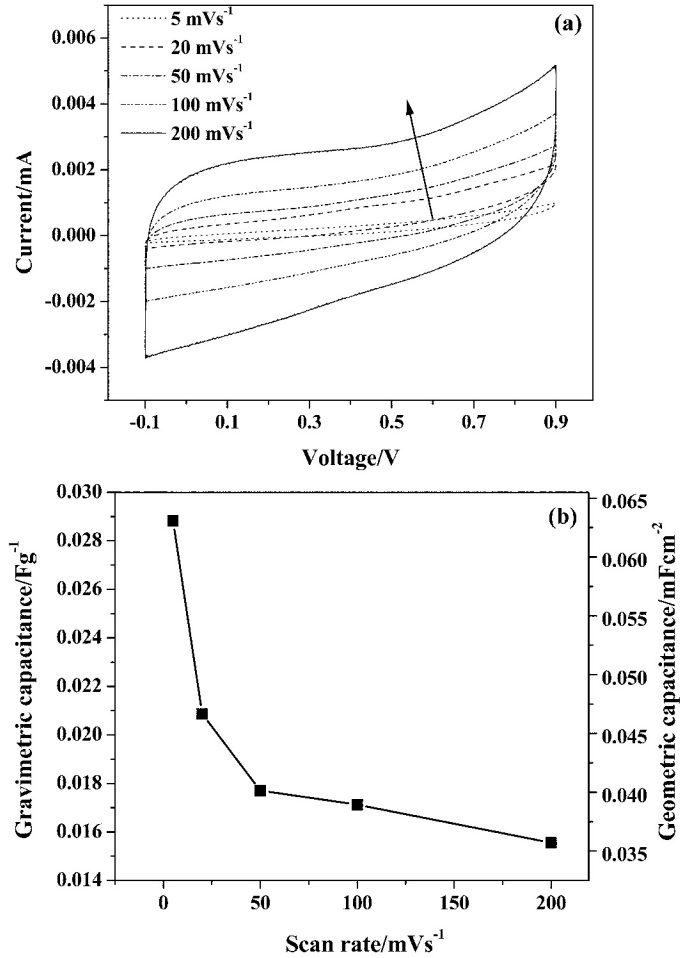 (a)
5 mVs⁻¹
20 mVs⁻¹
50 mVs⁻¹
100 mVs⁻¹
200 mVs⁻¹
Current/mA
0.006
0.004
0.002
0.000
-0.002
-0.004
-0.1 0.1 0.3 0.5 0.7 0.9
Voltage/V
(b)
Gravimetric capacitance/Fg⁻¹
0.030
0.028
0.026
0.024
0.022
0.020
0.018
0.016
0.014
0.065
0.060
0.055
0.050
0.045
0.040
0.035
Geometric capacitance/mFcm⁻²
0 50 100 150 200
Scan rate/mVs⁻¹